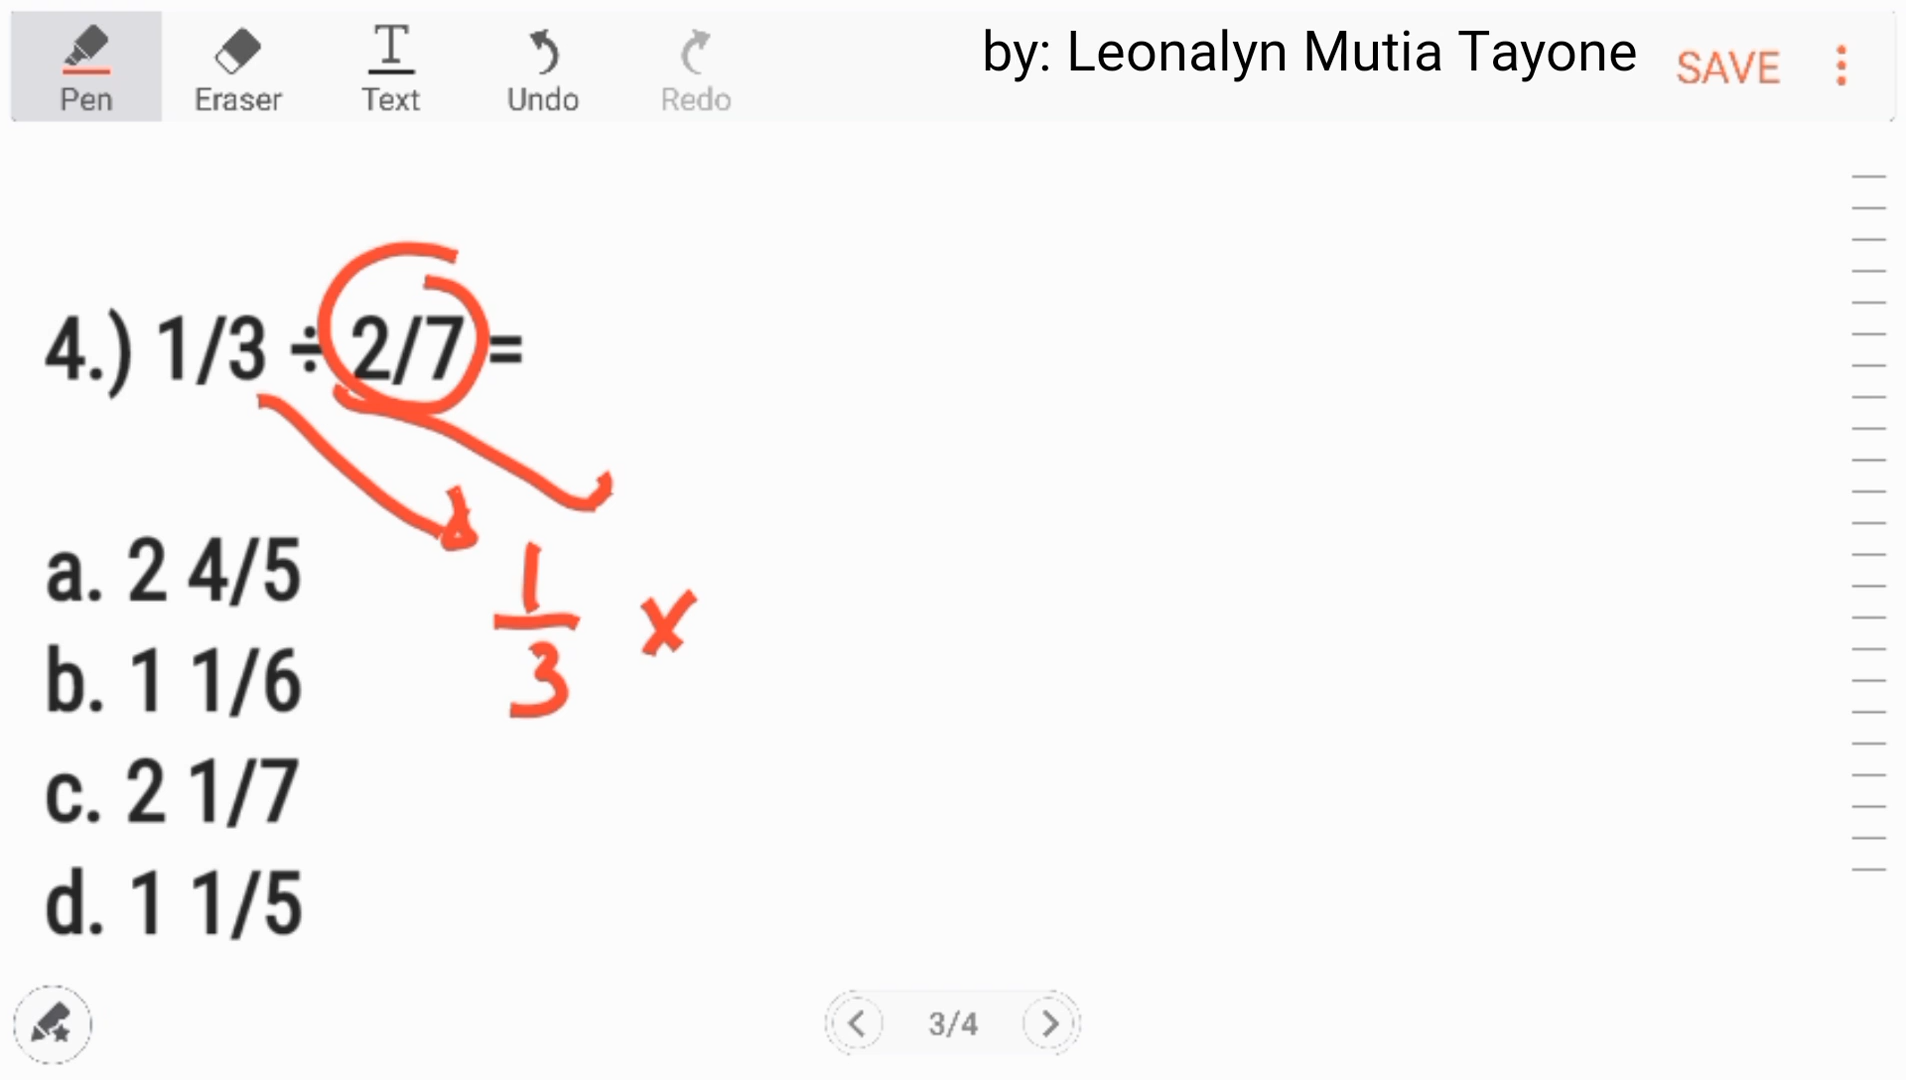 by: Leonalyn Mutia Tayone
Pen Eraser Text Undo Redo SAVE
4.) 1/3 ÷ 2/7 =
a. 2 4/5
b. 1 1/6
c. 2 1/7
d. 1 1/5
1
3
×
3/4